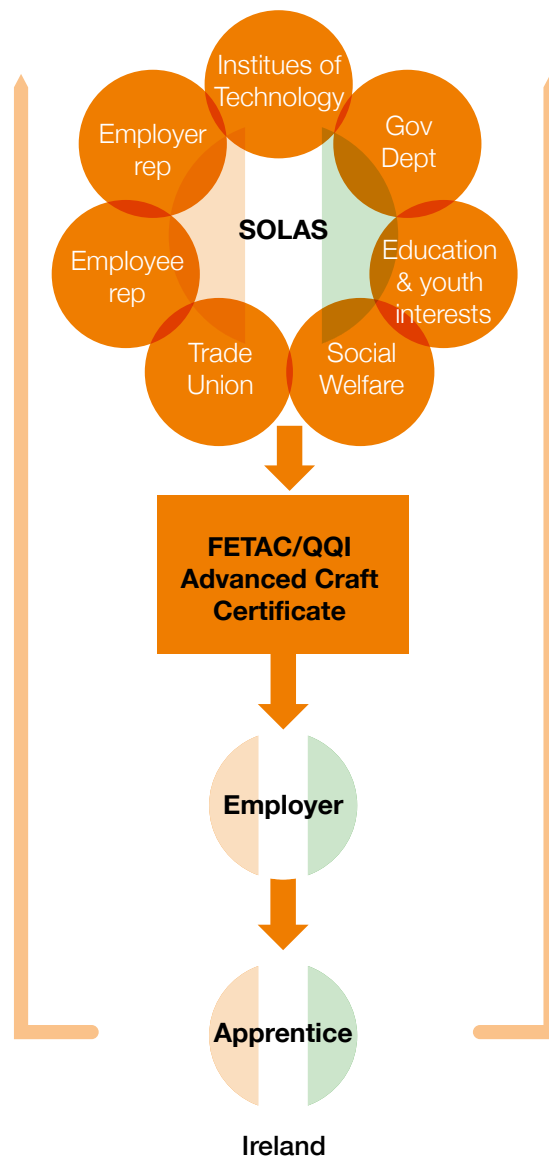 Institues of
Technology
Employer
rep
Gov
Dept
SOLAS
Employee
rep
Education
& youth
interests
Trade
Union
Social
Welfare
FETAC/QQI
Advanced Craft
Certificate
Employer
Apprentice
Ireland